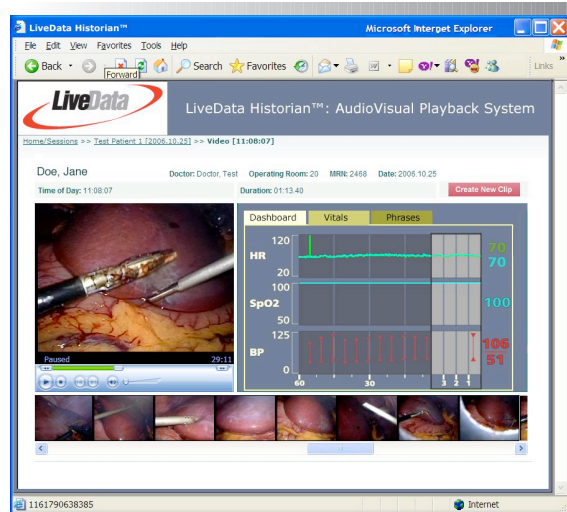 LiveData Historian™ Microsoft Internet Explorer
File Edit View Favorites Tools Help
Back Search Favorites Links
Forward
LiveData LiveData Historian™: AudioVisual Playback System
Home/Sessions >> Test Patient 1 [2006.10.25] >> Video [11:08:07]
Doe, Jane Doctor: Doctor, Test Operating Room: 20 MRN: 2468 Date: 2006.10.25
Time of Day: 11:08:07 Duration: 01:13.40 Create New Clip
Dashboard Vitals Phrases
HR 120 20 70 70
SpO2 100 50 100
BP 125 0 106 51
60 30 3 2 1
Paused 29:11
1161790638385 Internet